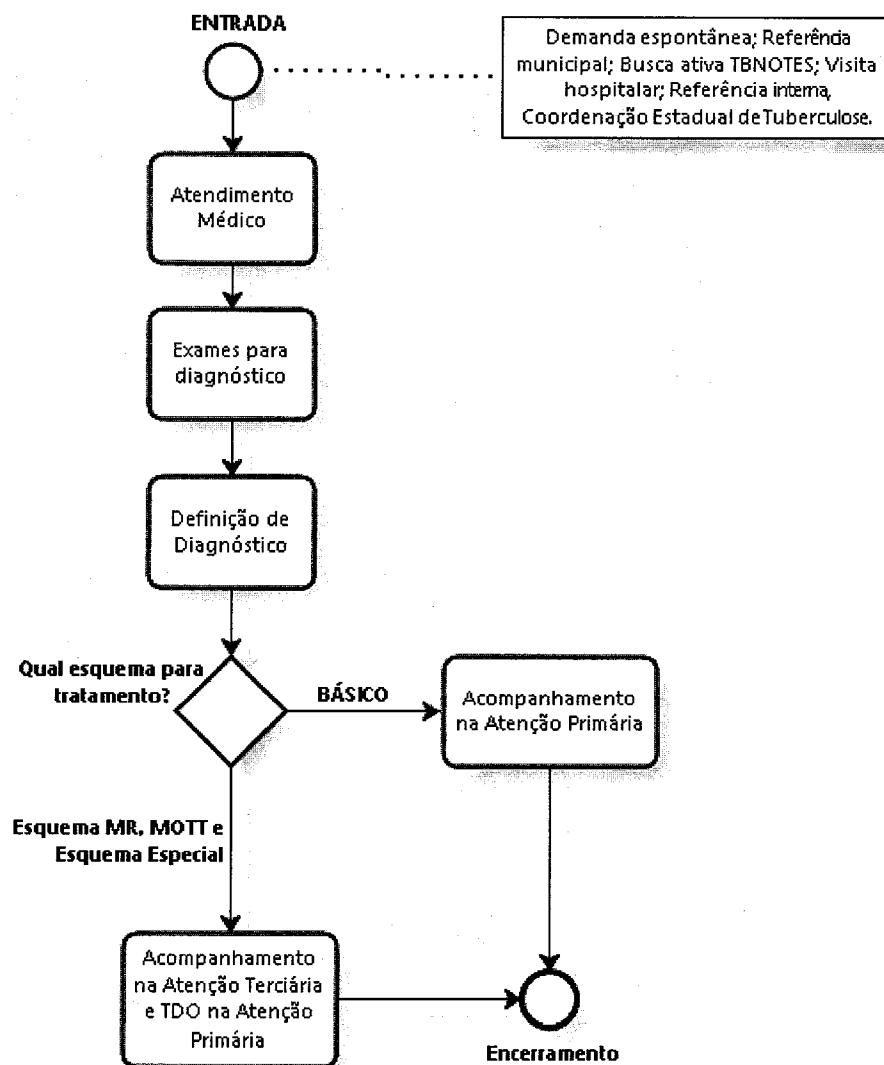 ENTRADA
Demanda espontânea; Referência
municipal; Busca ativa TBNOTES; Visita
hospitalar; Referência interna,
Coordenação Estadual de Tuberculose.
Atendimento
Médico
Exames para
diagnóstico
Definição de
Diagnóstico
Qual esquema para
tratamento?
BÁSICO
Acompanhamento
na Atenção Primária
Esquema MR, MOTT e
Esquema Especial
Acompanhamento
na Atenção Terciária
e TDO na Atenção
Primária
Encerramento